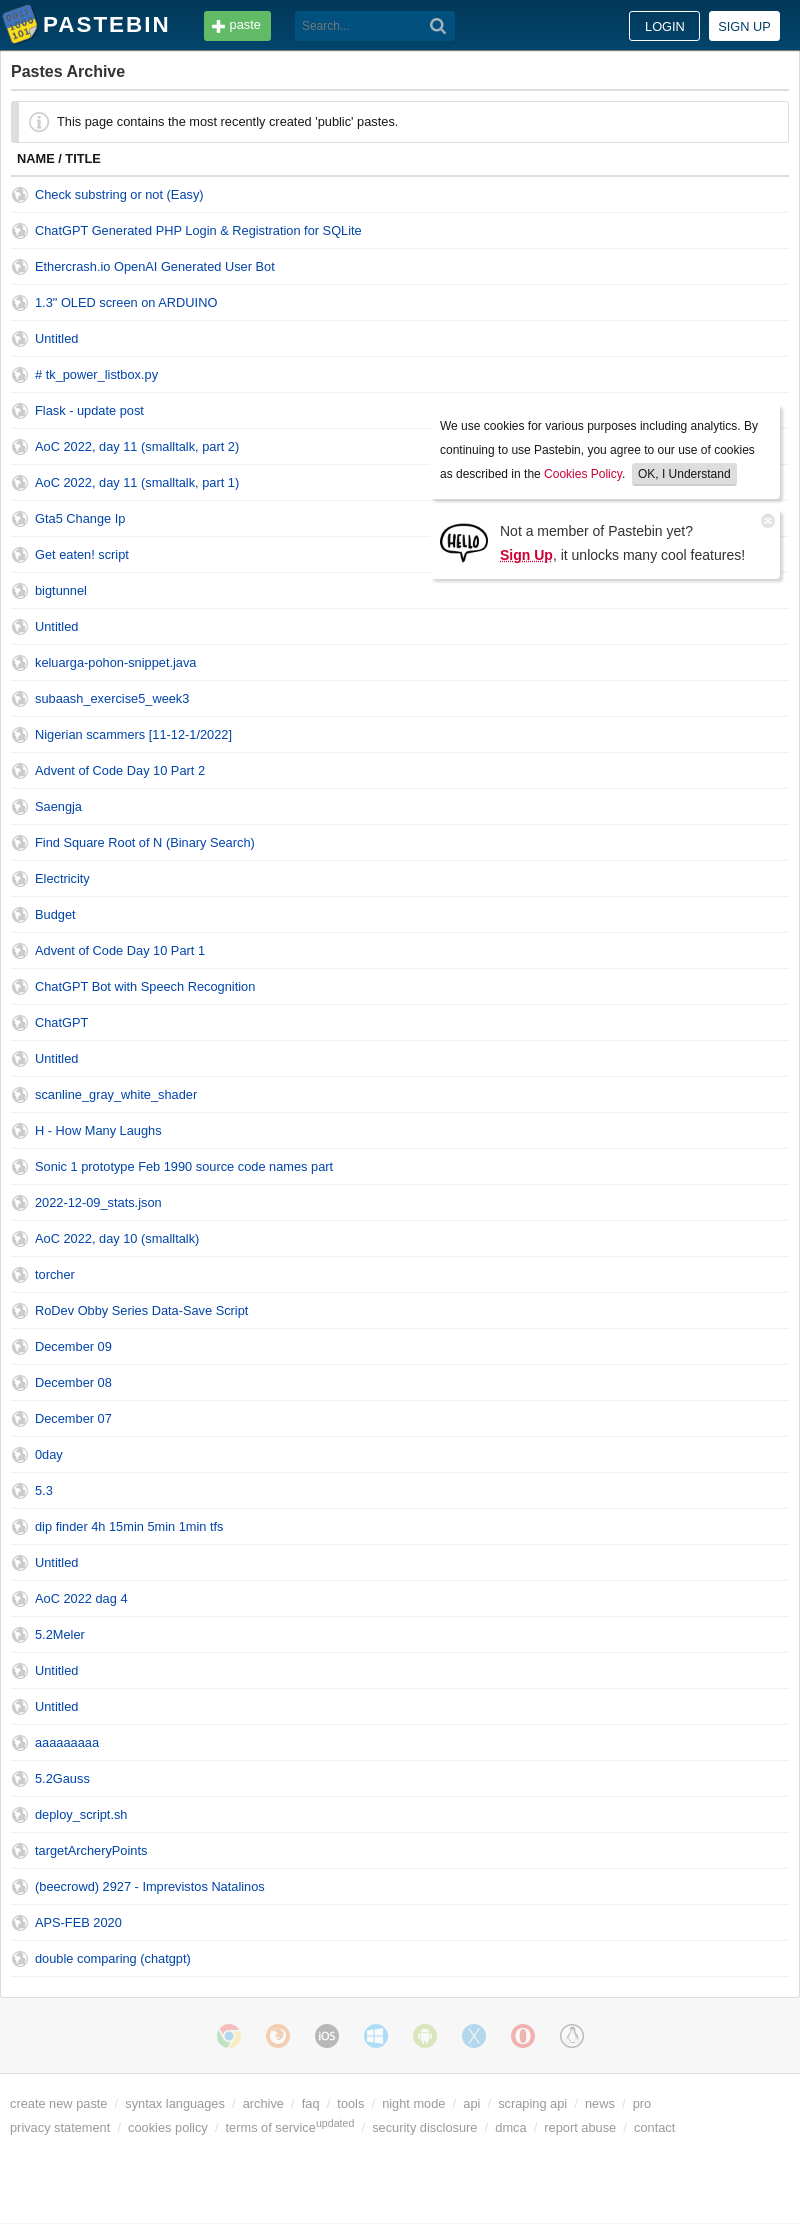 PASTEBIN paste Search... LOGIN SIGN UP
Pastes Archive
This page contains the most recently created 'public' pastes.
NAME / TITLE
Check substring or not (Easy)
ChatGPT Generated PHP Login & Registration for SQLite
Ethercrash.io OpenAI Generated User Bot
1.3" OLED screen on ARDUINO
Untitled
# tk_power_listbox.py
Flask - update post
AoC 2022, day 11 (smalltalk, part 2)
AoC 2022, day 11 (smalltalk, part 1)
Gta5 Change Ip
Get eaten! script
We use cookies for various purposes including analytics. By
continuing to use Pastebin, you agree to our use of cookies
as described in the Cookies Policy. OK, I Understand
HELLO
Not a member of Pastebin yet?
Sign Up, it unlocks many cool features!
bigtunnel
Untitled
keluarga-pohon-snippet.java
subaash_exercise5_week3
Nigerian scammers [11-12-1/2022]
Advent of Code Day 10 Part 2
Saengja
Find Square Root of N (Binary Search)
Electricity
Budget
Advent of Code Day 10 Part 1
ChatGPT Bot with Speech Recognition
ChatGPT
Untitled
scanline_gray_white_shader
H - How Many Laughs
Sonic 1 prototype Feb 1990 source code names part
2022-12-09_stats.json
AoC 2022, day 10 (smalltalk)
torcher
RoDev Obby Series Data-Save Script
December 09
December 08
December 07
0day
5.3
dip finder 4h 15min 5min 1min tfs
Untitled
AoC 2022 dag 4
5.2Meler
Untitled
Untitled
aaaaaaaaa
5.2Gauss
deploy_script.sh
targetArcheryPoints
(beecrowd) 2927 - Imprevistos Natalinos
APS-FEB 2020
double comparing (chatgpt)
iOS
create new paste / syntax languages / archive / faq / tools / night mode / api / scraping api / news / pro
privacy statement / cookies policy / terms of service updated / security disclosure / dmca / report abuse / contact